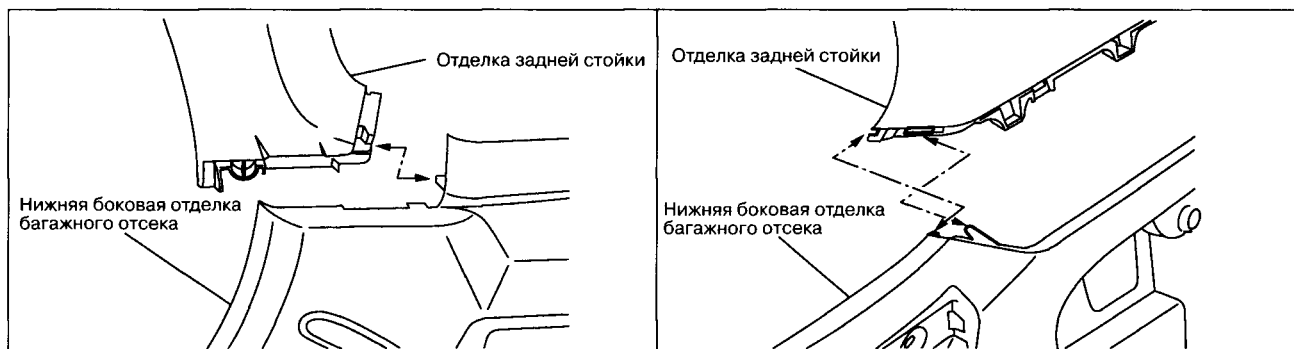 Отделка задней стойки
Нижняя боковая отделка
багажного отсека
Отделка задней стойки
Нижняя боковая отделка
багажного отсека